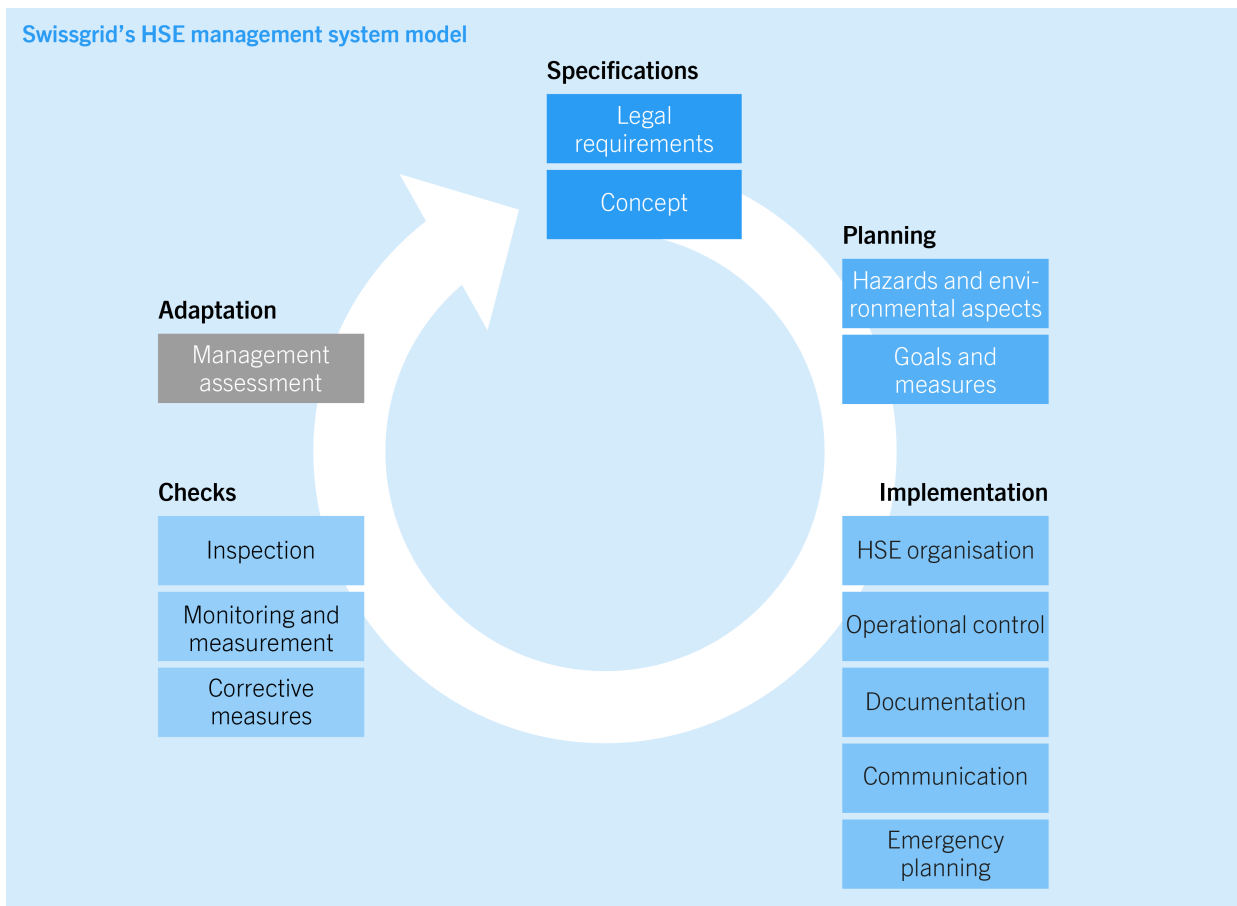 Swissgrid’s HSE management system model
Specifications
Legal
requirements
Concept
Planning
Hazards and envi-
ronmental aspects
Goals and
measures
Implementation
HSE organisation
Operational control
Documentation
Communication
Emergency
planning
Checks
Inspection
Monitoring and
measurement
Corrective
measures
Adaptation
Management
assessment